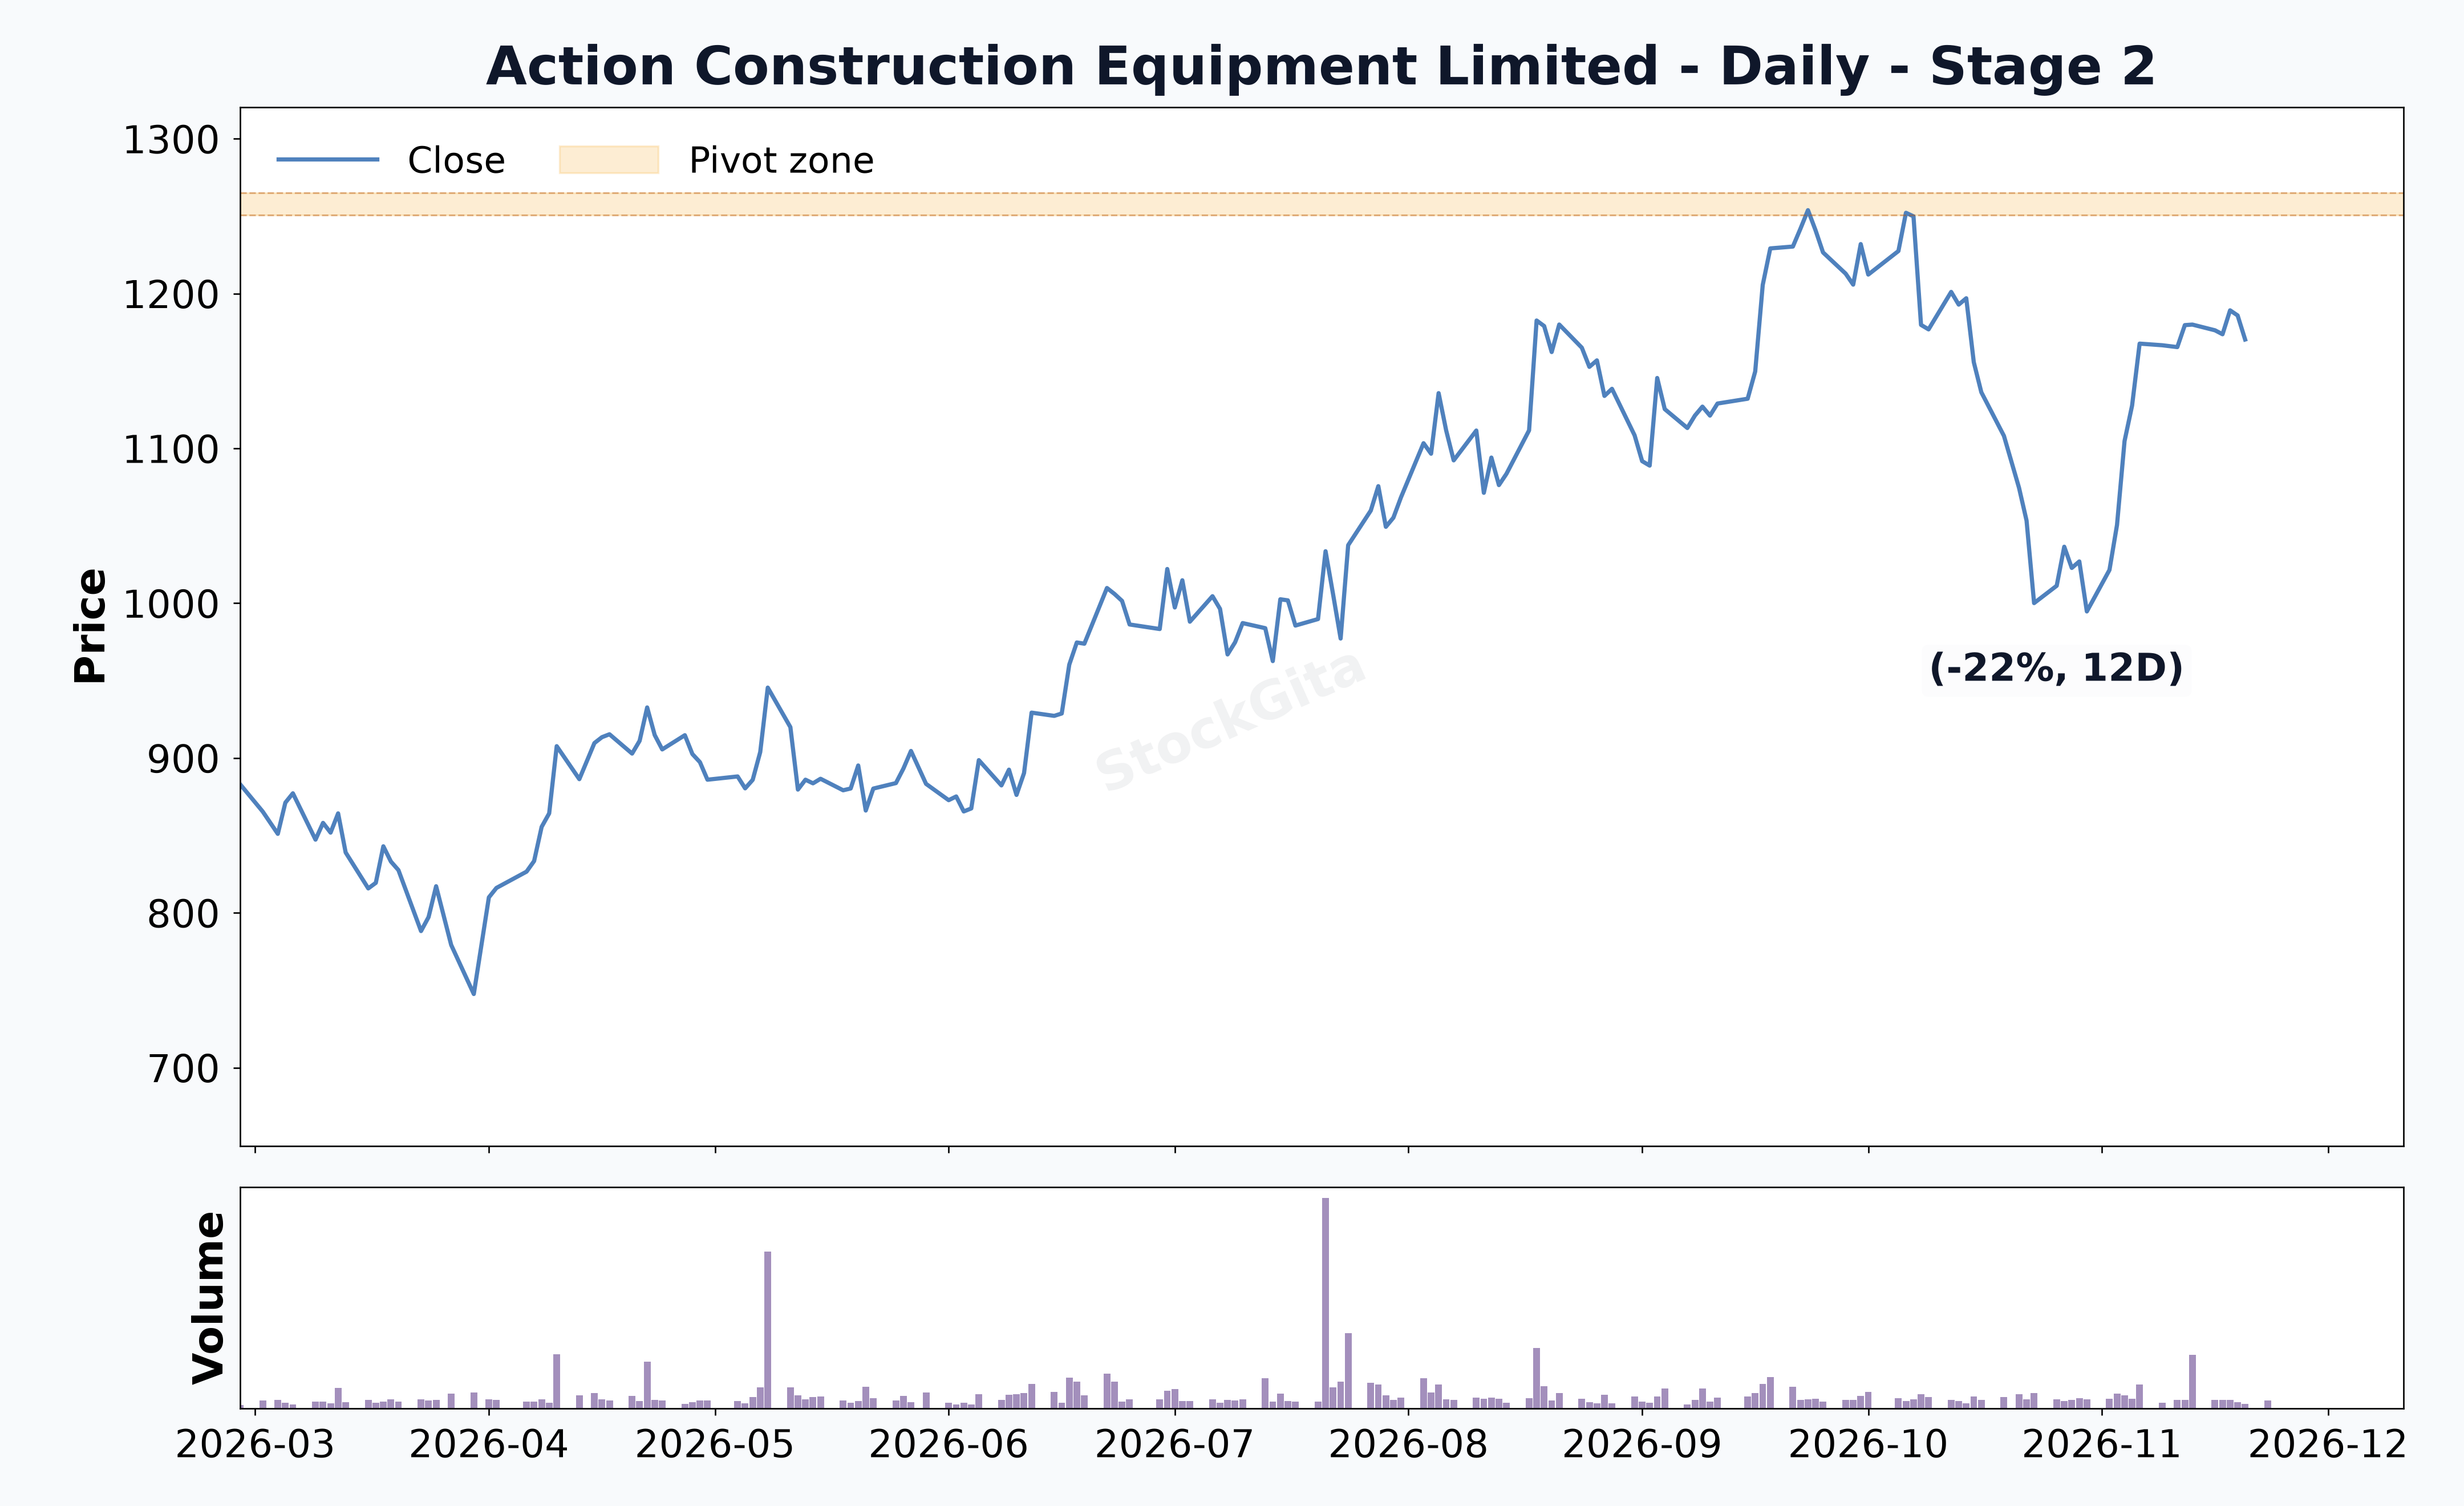 Action Construction Equipment Limited - Daily - Stage 2
Close
Pivot zone
1300
1200
1100
1000
900
800
700
Price
StockGita
(-22%, 12D)
Volume
2026-03
2026-04
2026-05
2026-06
2026-07
2026-08
2026-09
2026-10
2026-11
2026-12